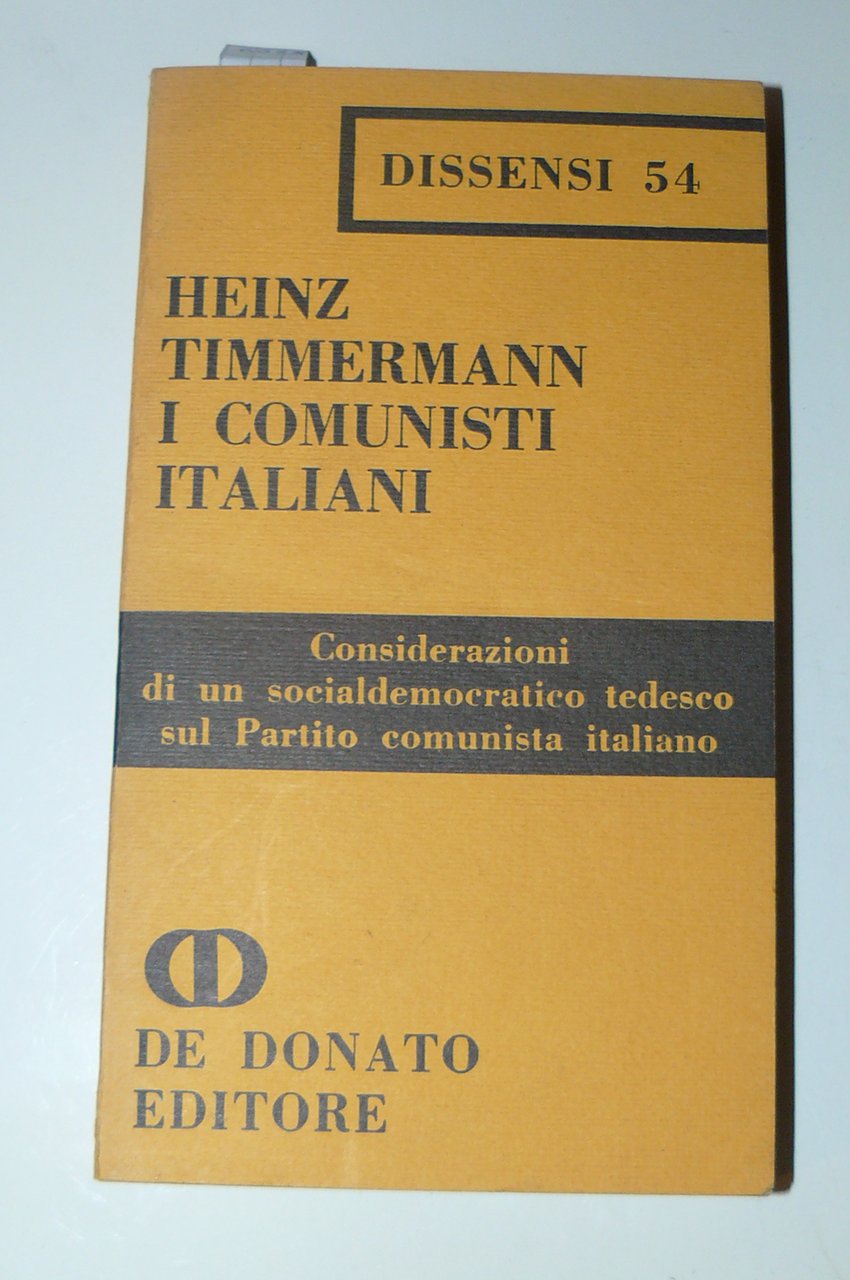 DISSENSI 54
HEINZ
TIMMERMANN
I COMUNISTI
ITALIANI
Considerazioni
di un socialdemocratico tedesco
sul Partito comunista italiano
DE DONATO
EDITORE